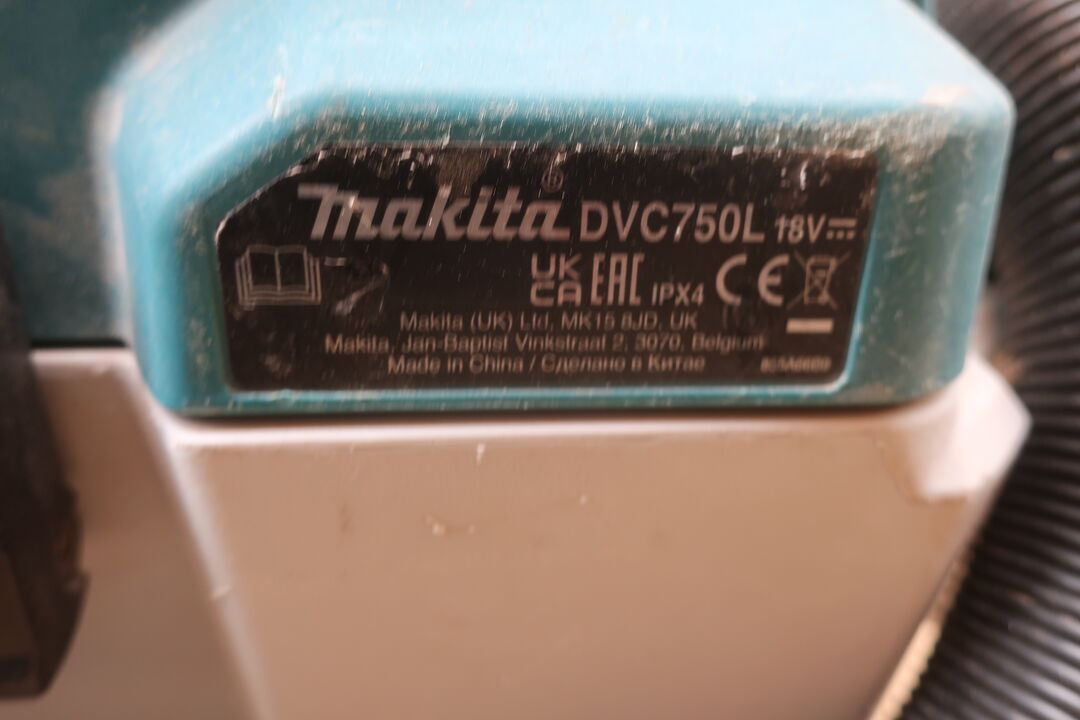 makita DVC750L 18V
UK CA EAC IPX4 CE
Makita (UK) Ltd, MK15 8JD, UK
Makita, Jan-Baptist Vinkstraat 2, 3070, Belgium
Made in China / Сделано в Китае